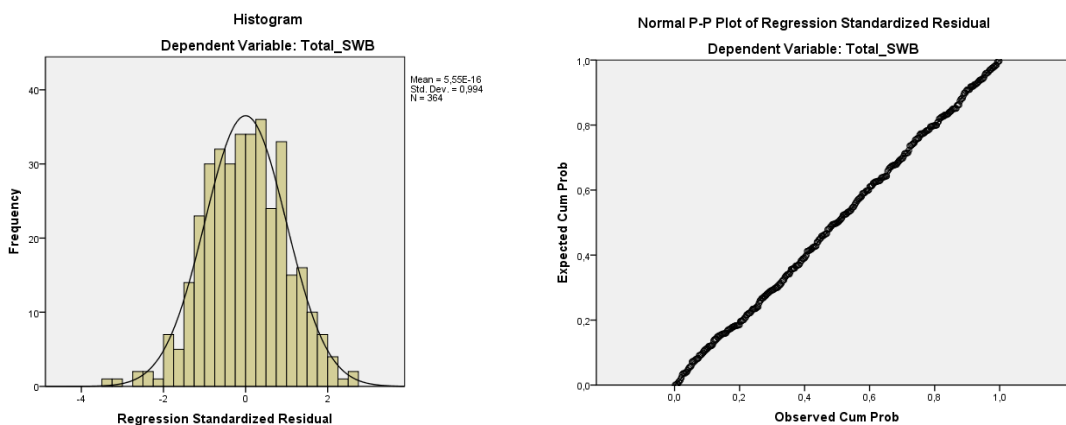 Histogram
Dependent Variable: Total_SWB
Mean = 5,55E-16
Std. Dev. = 0,994
N = 364
40
30
20
10
0
Frequency
-4
-2
0
2
Regression Standardized Residual
Normal P-P Plot of Regression Standardized Residual
Dependent Variable: Total_SWB
1,0
0,8
0,6
0,4
0,2
0,0
Expected Cum Prob
0,0
0,2
0,4
0,6
0,8
1,0
Observed Cum Prob